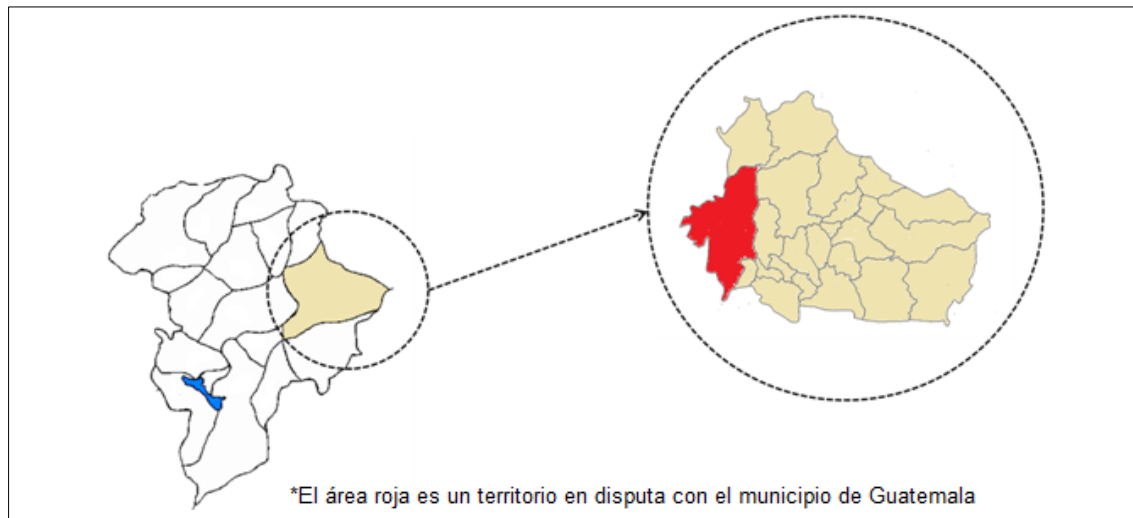 *El área roja es un territorio en disputa con el municipio de Guatemala